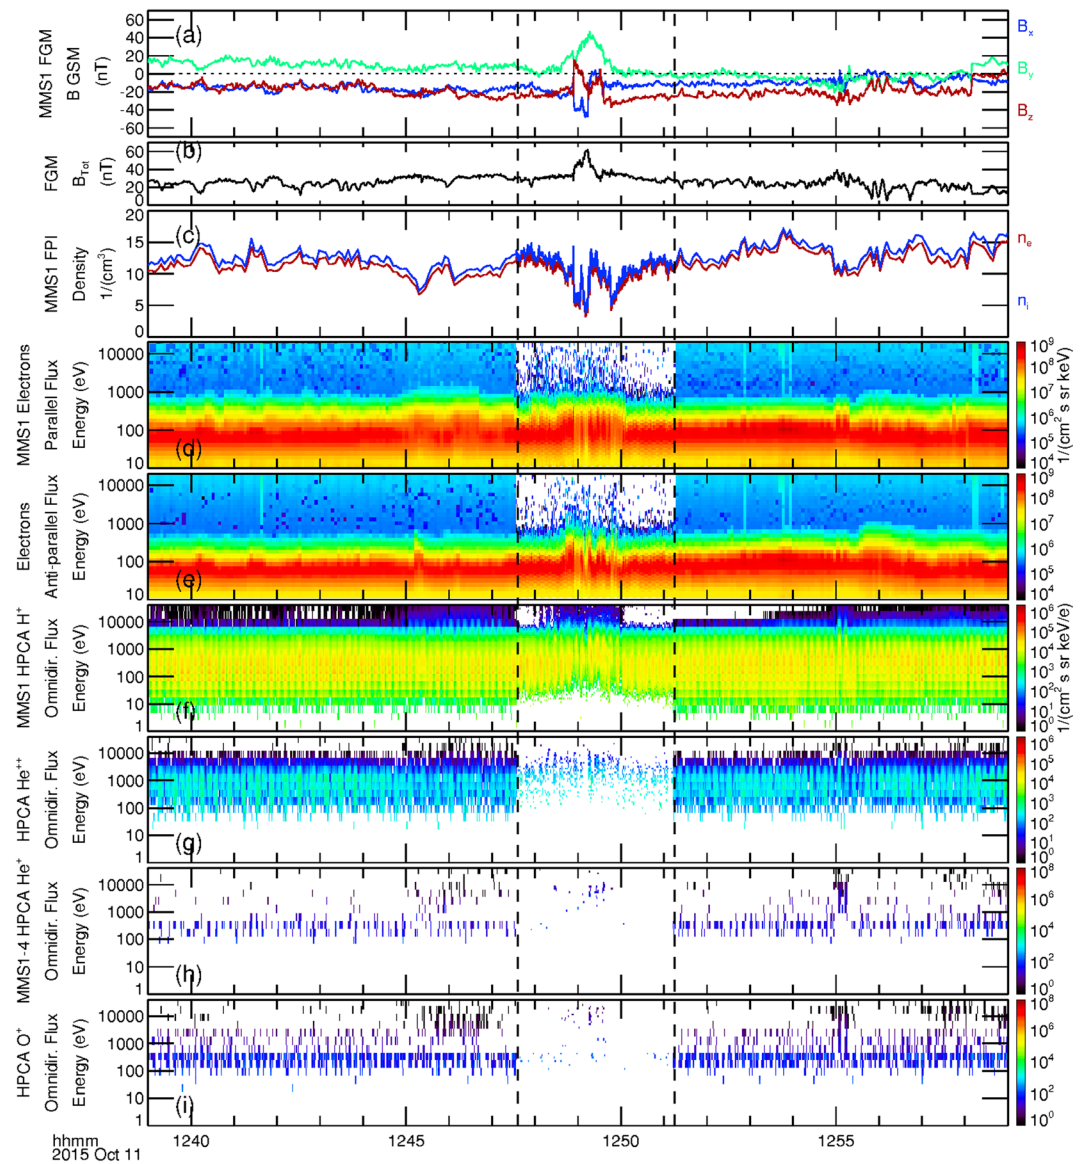 (a)
MMS1 FGM
B GSM
(nT)
60
40
20
0
-20
-40
-60
Bx
By
Bz
(b)
FGM
BTot
(nT)
60
40
20
0
(c)
MMS1 FPI
Density
1/(cm³)
20
15
10
5
0
ne
ni
(d)
MMS1 Electrons
Parallel Flux
Energy (eV)
10000
1000
100
10
10⁹
10⁸
10⁷
10⁶
10⁵
10⁴
1/(cm² s sr keV)
(e)
Electrons
Anti-parallel Flux
Energy (eV)
10000
1000
100
10
10⁹
10⁸
10⁷
10⁶
10⁵
10⁴
(f)
MMS1 HPCA H⁺
Omnidir. Flux
Energy (eV)
10000
1000
100
10
1
10⁶
10⁵
10⁴
10³
10²
10¹
10⁰
1/(cm² s sr keV/e)
(g)
HPCA He⁺⁺
Omnidir. Flux
Energy (eV)
10000
1000
100
10
1
10⁶
10⁵
10⁴
10³
10²
10¹
10⁰
(h)
MMS1-4 HPCA He⁺
Omnidir. Flux
Energy (eV)
10000
1000
100
10
1
10⁸
10⁶
10⁴
10²
10⁰
(i)
HPCA O⁺
Omnidir. Flux
Energy (eV)
10000
1000
100
10
1
10⁸
10⁶
10⁴
10²
10⁰
1240
1245
1250
1255
hhmm
2015 Oct 11